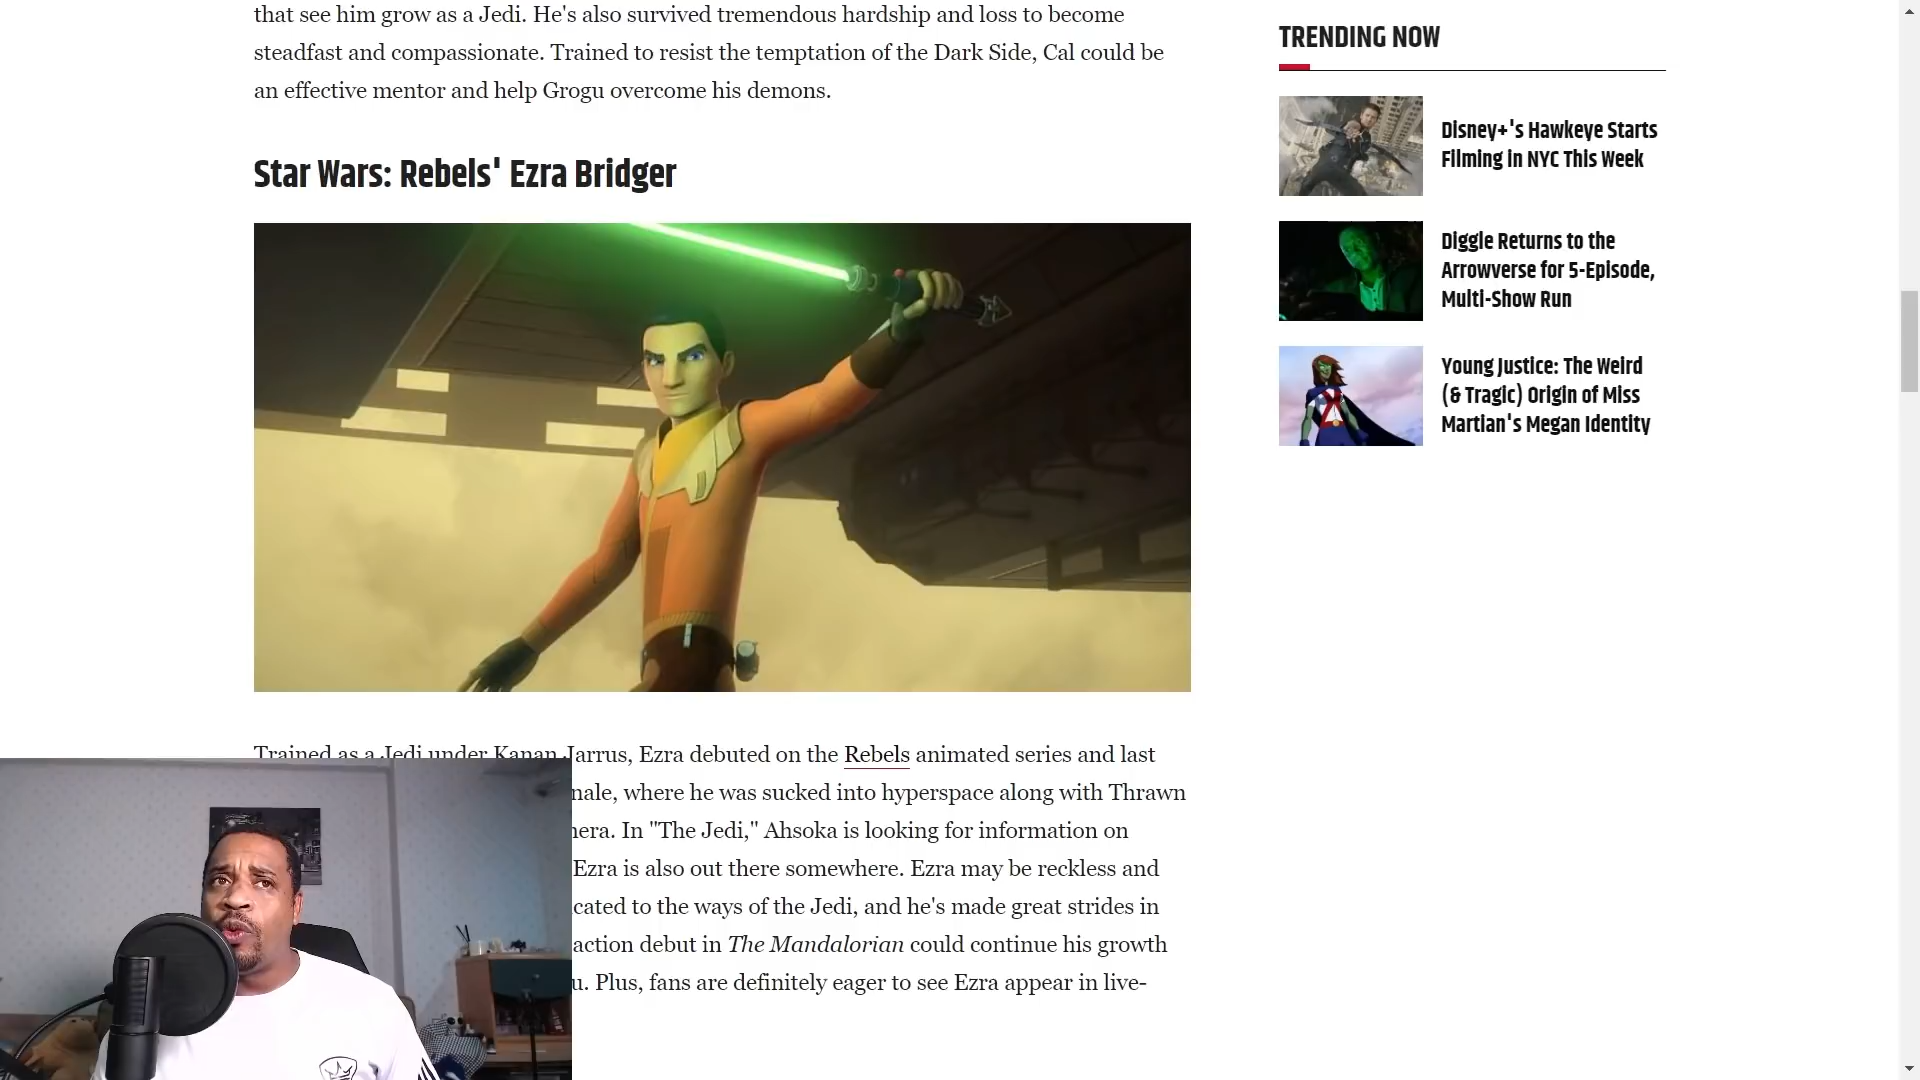 that see him grow as a Jedi. He's also survived tremendous hardship and loss to become
steadfast and compassionate. Trained to resist the temptation of the Dark Side, Cal could be
an effective mentor and help Grogu overcome his demons.
Star Wars: Rebels' Ezra Bridger
Trained as a Jedi under Kanan Jarrus, Ezra debuted on the Rebels animated series and last
nale, where he was sucked into hyperspace along with Thrawn
era. In "The Jedi," Ahsoka is looking for information on
Ezra is also out there somewhere. Ezra may be reckless and
cated to the ways of the Jedi, and he's made great strides in
action debut in The Mandalorian could continue his growth
u. Plus, fans are definitely eager to see Ezra appear in live-
TRENDING NOW
Disney+'s Hawkeye Starts
Filming in NYC This Week
Diggle Returns to the
Arrowverse for 5-Episode,
Multi-Show Run
Young Justice: The Weird
(& Tragic) Origin of Miss
Martian's Megan Identity